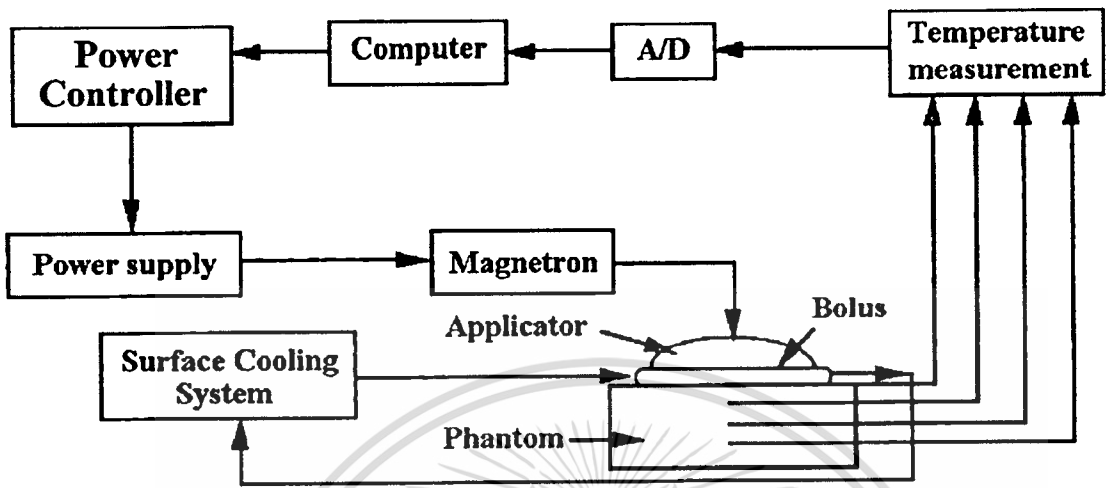 Power
Controller
Computer
A/D
Temperature
measurement
Power supply
Magnetron
Applicator
Bolus
Surface Cooling
System
Phantom